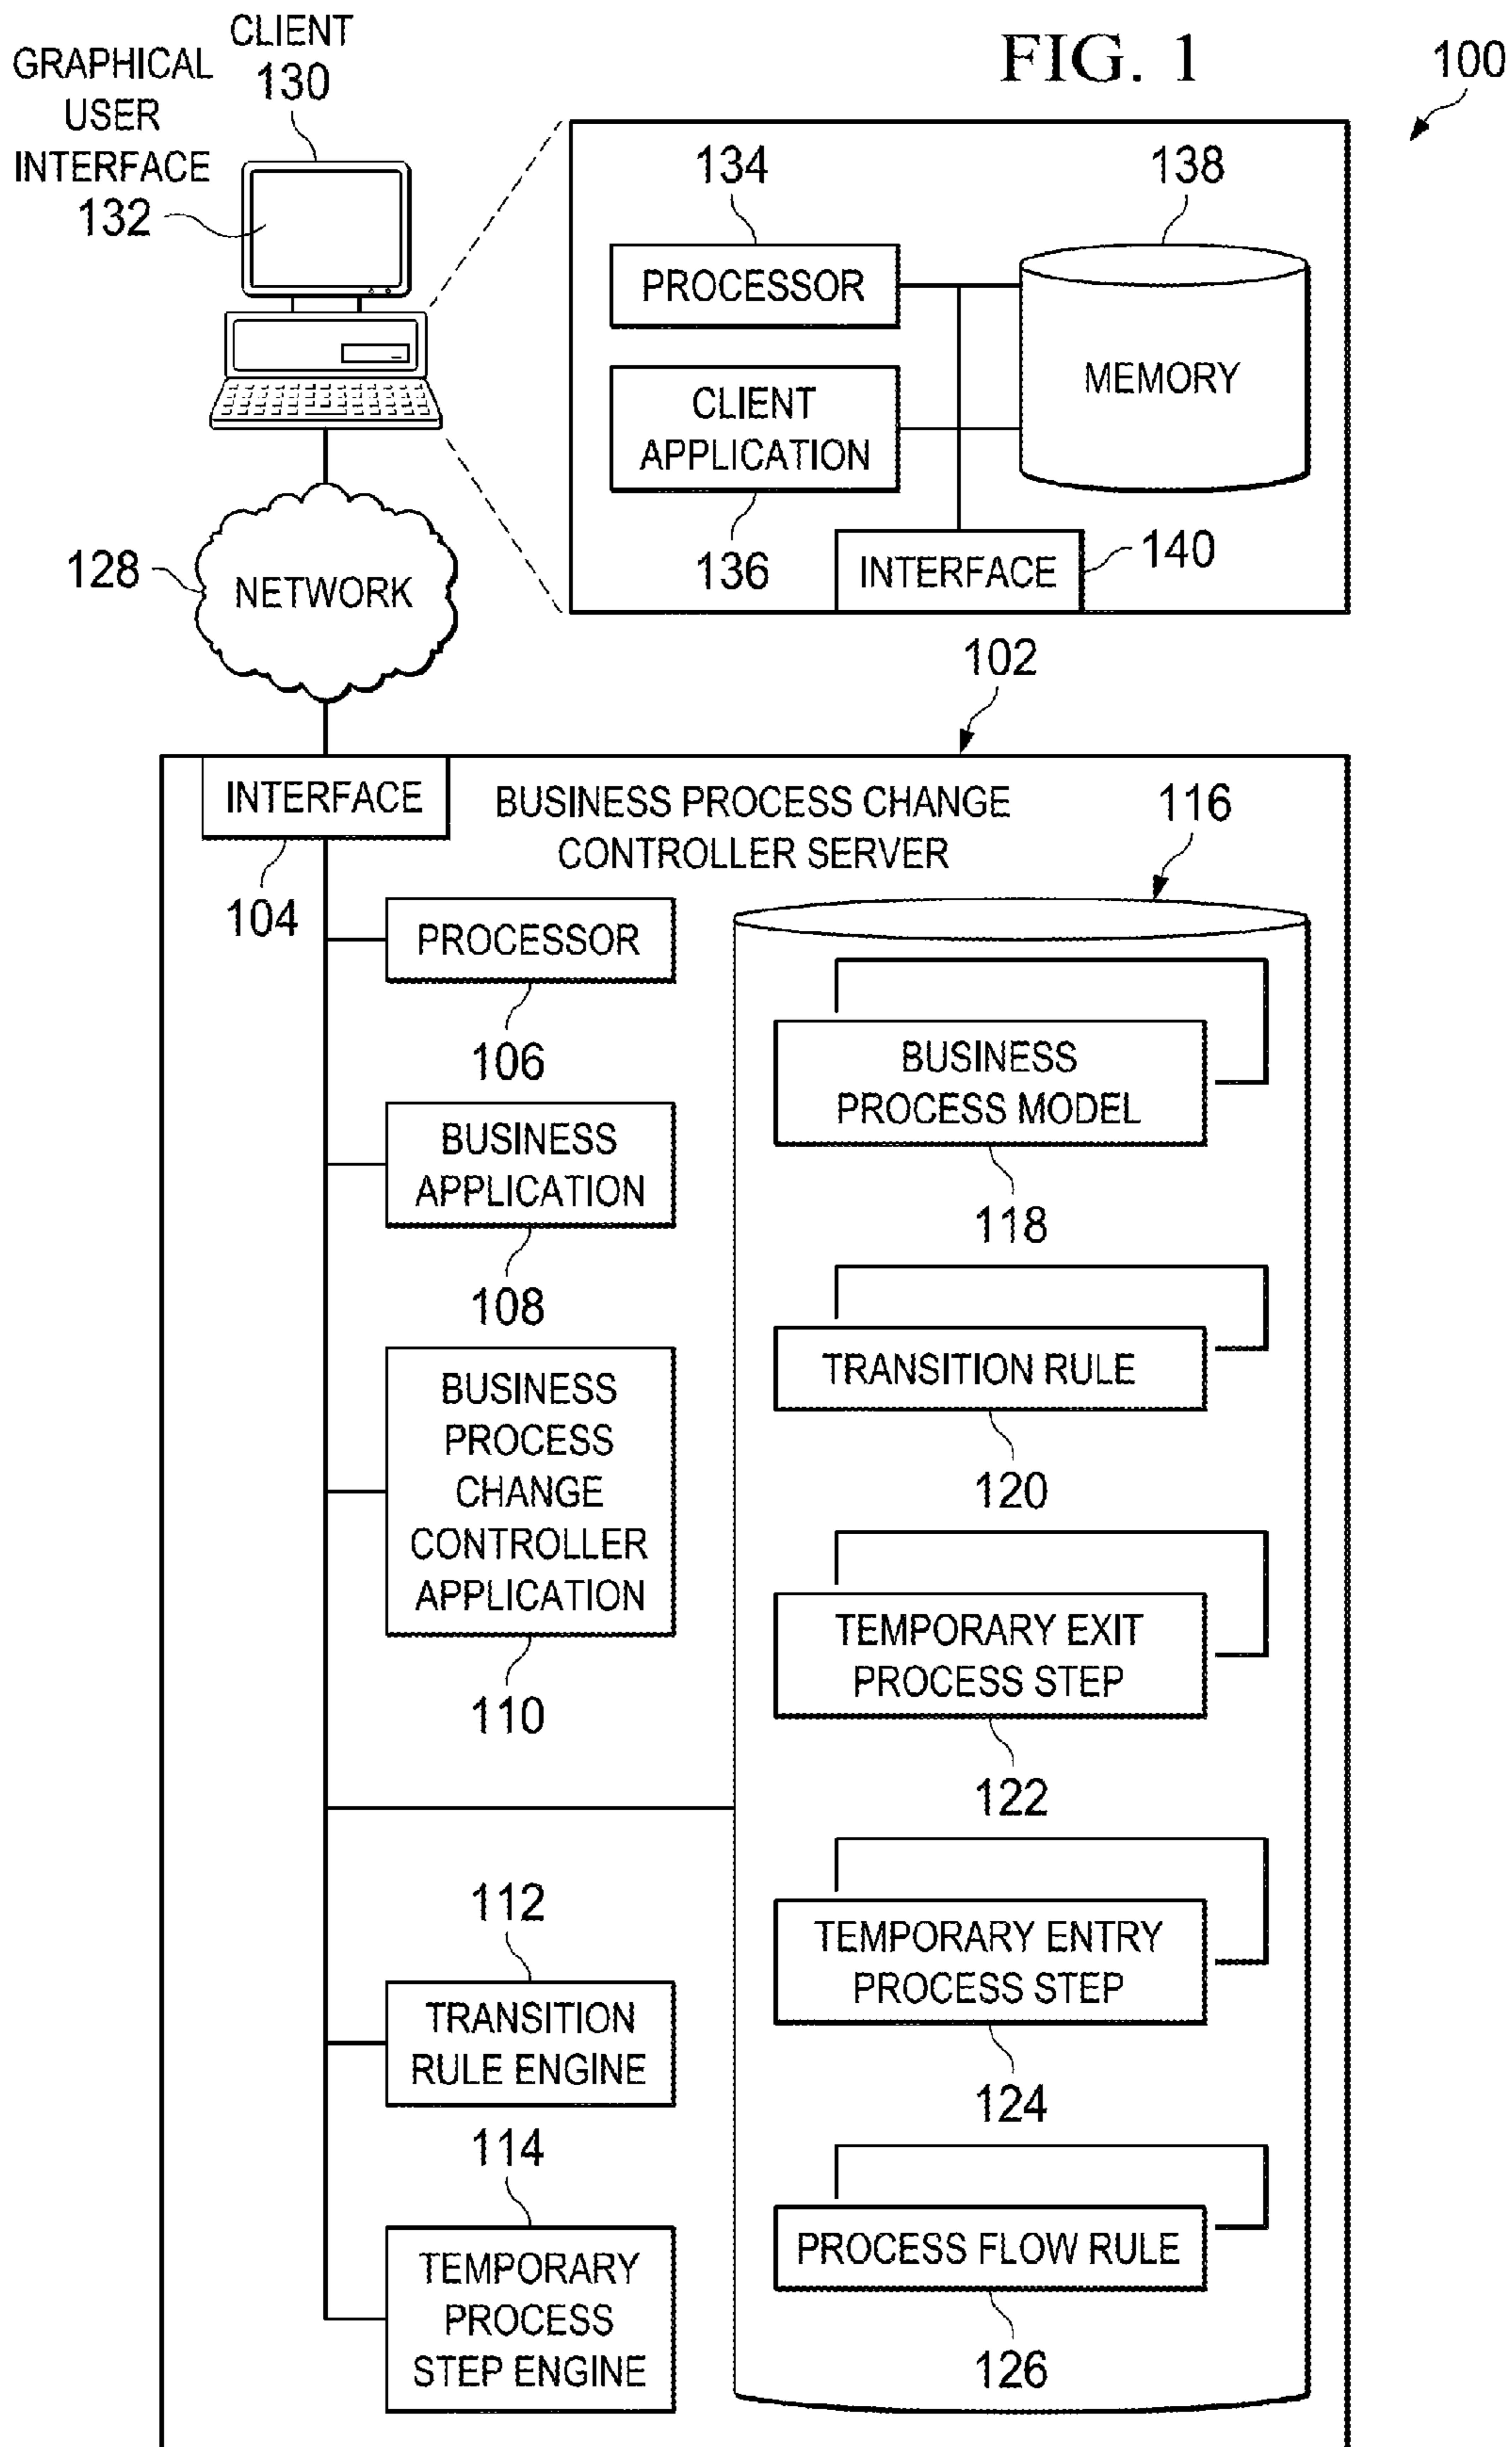 FIG. 1
100
CLIENT
130
GRAPHICAL
USER
INTERFACE
132
134
PROCESSOR
138
MEMORY
CLIENT
APPLICATION
136
INTERFACE
140
128
NETWORK
102
INTERFACE
104
BUSINESS PROCESS CHANGE
CONTROLLER SERVER
116
PROCESSOR
106
BUSINESS
APPLICATION
108
BUSINESS
PROCESS
CHANGE
CONTROLLER
APPLICATION
110
112
TRANSITION
RULE ENGINE
114
TEMPORARY
PROCESS
STEP ENGINE
BUSINESS
PROCESS MODEL
118
TRANSITION RULE
120
TEMPORARY EXIT
PROCESS STEP
122
TEMPORARY ENTRY
PROCESS STEP
124
PROCESS FLOW RULE
126